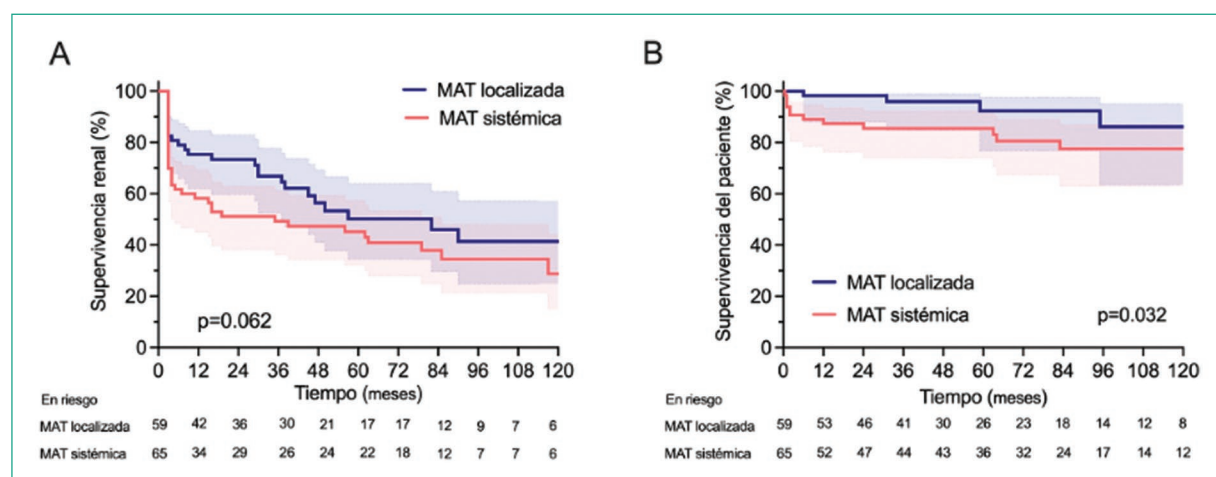 A
MAT localizada
MAT sistémica
Supervivencia renal (%)
100
80
60
40
20
0
p=0.062
0 12 24 36 48 60 72 84 96 108 120
Tiempo (meses)
En riesgo
MAT localizada 59 42 36 30 21 17 17 12 9 7 6
MAT sistémica 65 34 29 26 24 22 18 12 7 7 6
B
Supervivencia del paciente (%)
100
80
60
40
20
0
MAT localizada
MAT sistémica
p=0.032
0 12 24 36 48 60 72 84 96 108 120
Tiempo (meses)
En riesgo
MAT localizada 59 53 46 41 30 26 23 18 14 12 8
MAT sistémica 65 52 47 44 43 36 32 24 17 14 12